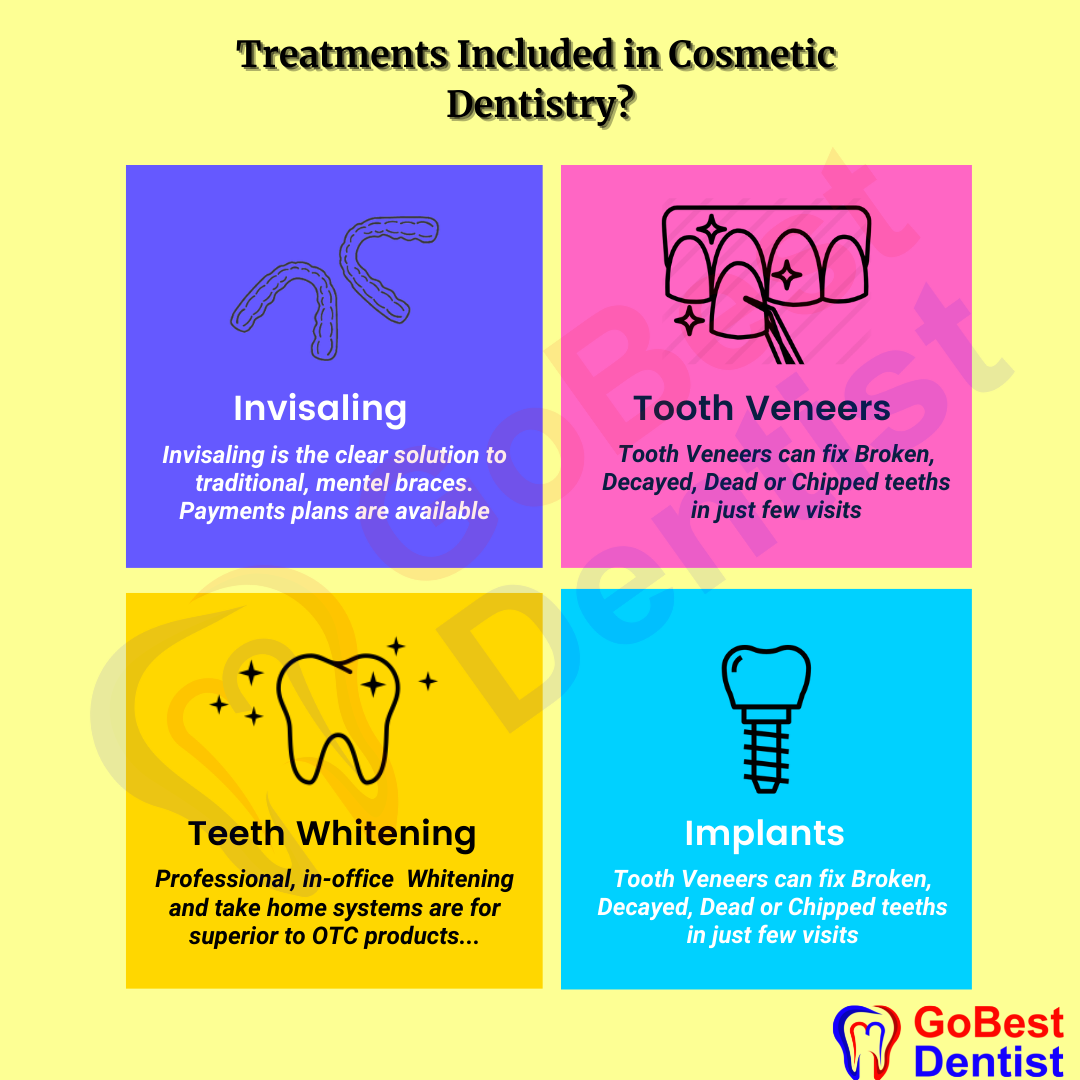 Treatments Included in Cosmetic
Dentistry?
Invisaling
Invisaling is the clear solution to
traditional, mentel braces.
Payments plans are available
Tooth Veneers
Tooth Veneers can fix Broken,
Decayed, Dead or Chipped teeths
in just few visits
Teeth Whitening
Professional, in-office Whitening
and take home systems are for
superior to OTC products...
Implants
Tooth Veneers can fix Broken,
Decayed, Dead or Chipped teeths
in just few visits
GoBest
Dentist
GoBest
Dentist